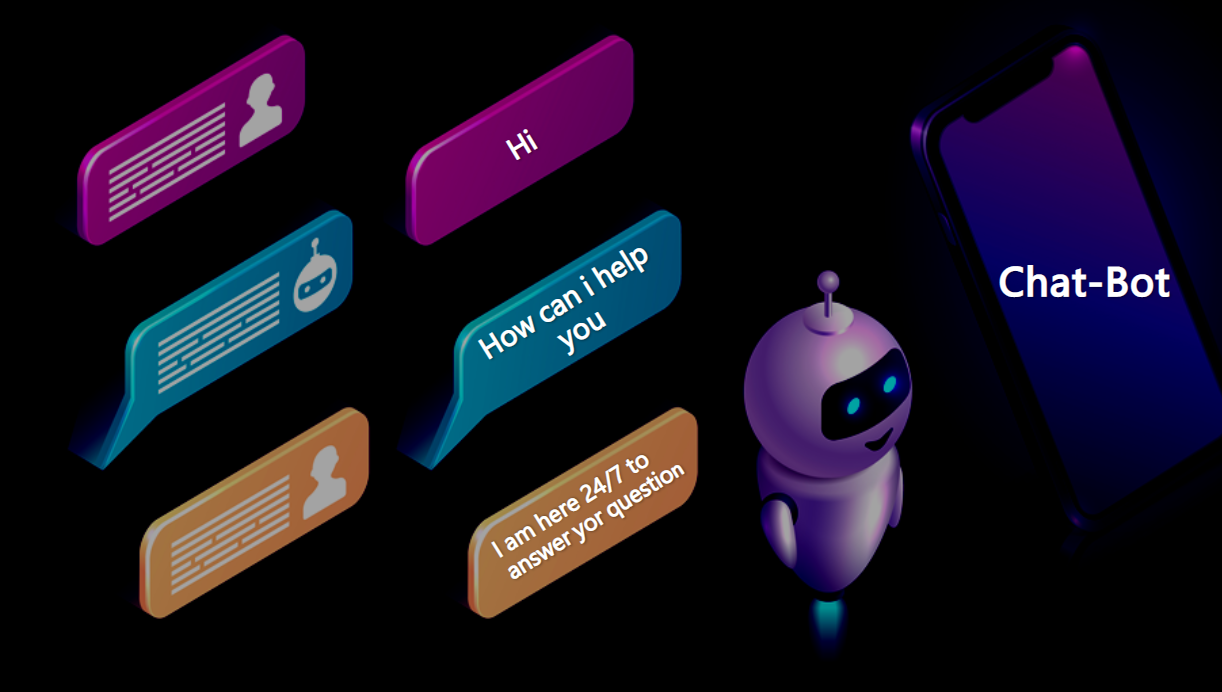 Hi
How can i help
you
I am here 24/7 to
answer yor question
Chat-Bot